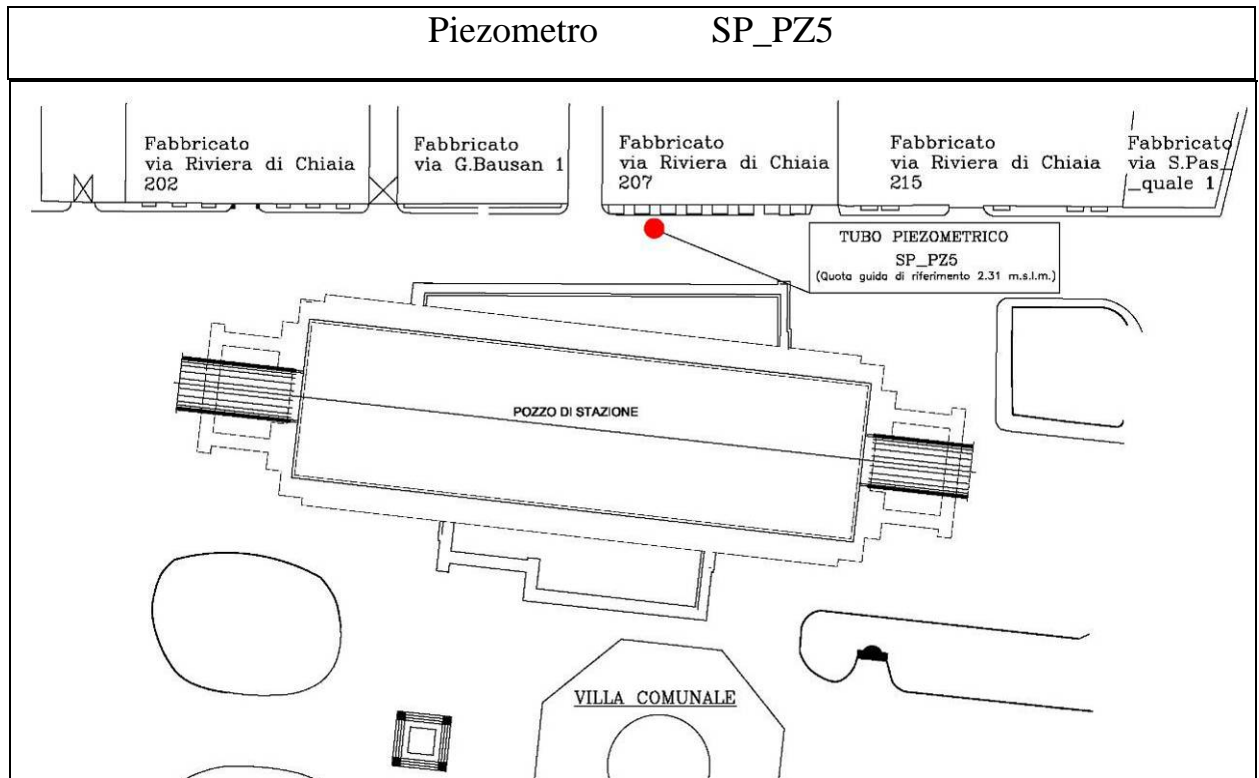 Piezometro SP_PZ5
Fabbricato
via Riviera di Chiaia
202
Fabbricato
via G.Bausan 1
Fabbricato
via Riviera di Chiaia
207
Fabbricato
via Riviera di Chiaia
215
Fabbricato
via S.Pas_
_quale 1
TUBO PIEZOMETRICO
SP_PZ5
(Quota guida di riferimento 2.31 m.s.l.m.)
POZZO DI STAZIONE
VILLA COMUNALE